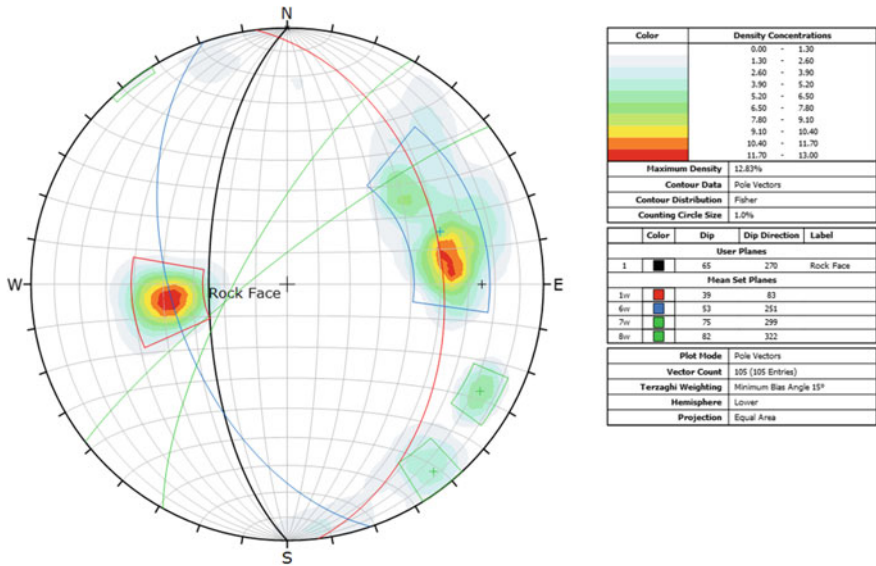 N
W
Rock Face
E
S
Color Density Concentrations
0.00 - 1.30
1.30 - 2.60
2.60 - 3.90
3.90 - 5.20
5.20 - 6.50
6.50 - 7.80
7.80 - 9.10
9.10 - 10.40
10.40 - 11.70
11.70 - 13.00
Maximum Density 12.83%
Contour Data Pole Vectors
Contour Distribution Fisher
Counting Circle Size 1.0%
Color Dip Dip Direction Label
User Planes
1 65 270 Rock Face
Mean Set Planes
1w 39 83
6w 53 251
7w 75 299
8w 82 322
Plot Mode Pole Vectors
Vector Count 105 (105 Entries)
Terzaghi Weighting Minimum Bias Angle 15°
Hemisphere Lower
Projection Equal Area